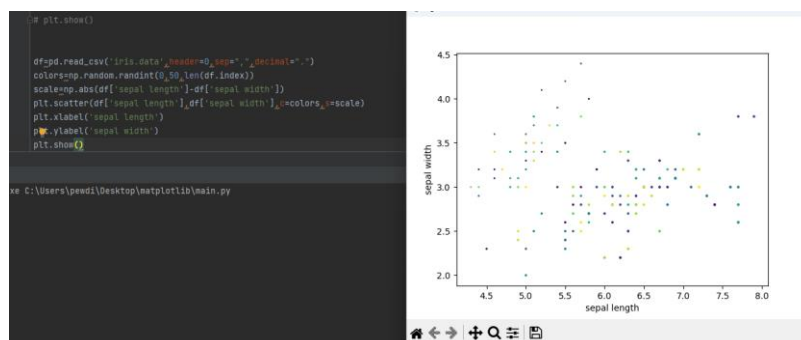 # plt.show()
df=pd.read_csv('iris.data',header=0,sep=",",decimal=".")
colors=np.random.randint(0,50,len(df.index))
scale=np.abs(df['sepal length']-df['sepal width'])
plt.scatter(df['sepal length'],df['sepal width'],c=colors,s=scale)
plt.xlabel('sepal length')
plt.ylabel('sepal width')
plt.show()
xe C:\Users\pewdi\Desktop\matplotlib\main.py
4.5
4.0
3.5
3.0
2.5
2.0
sepal width
4.5 5.0 5.5 6.0 6.5 7.0 7.5 8.0
sepal length